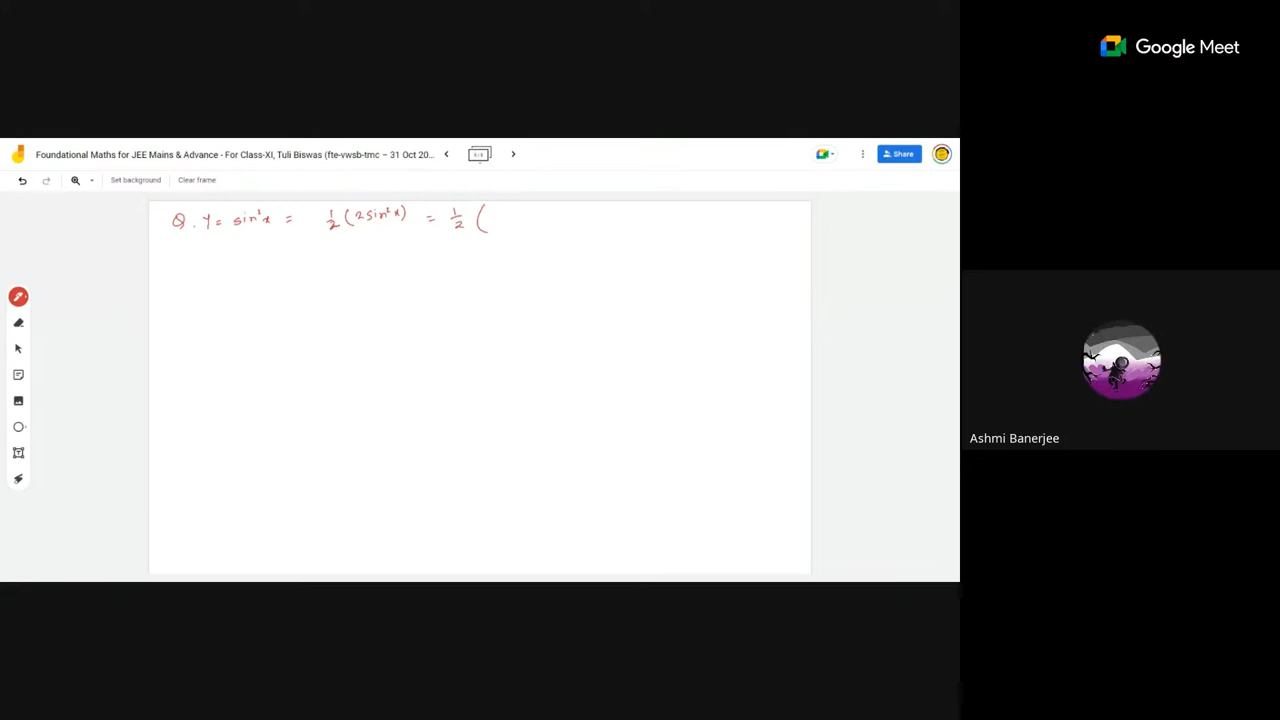 Google Meet
Foundational Maths for JEE Mains & Advance - For Class-XI, Tuli Biswas (fte-vwsb-tmc – 31 Oct 20...
Share
Set background
Clear frame
Q. Y = sin²x = 1/2 (2sin²x) = 1/2 (
Ashmi Banerjee